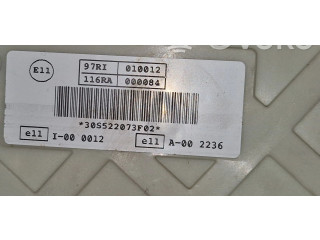 E11
97RI 010012
116RA 000084
*30S522073F02*
e11 I-00 0012 e11 A-00 2236